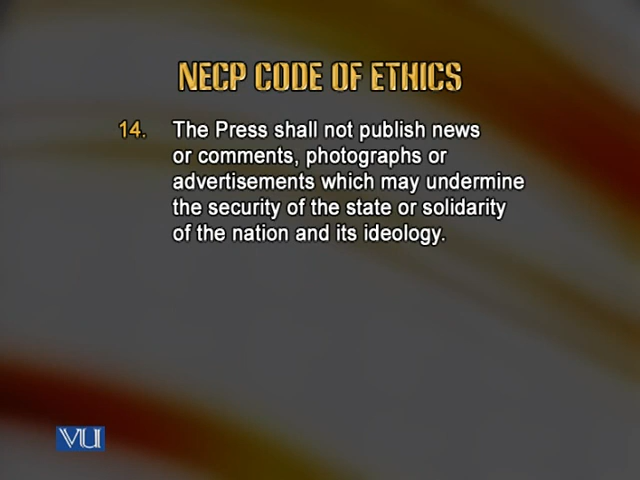 NECP CODE OF ETHICS
14. The Press shall not publish news
or comments, photographs or
advertisements which may undermine
the security of the state or solidarity
of the nation and its ideology.
VU